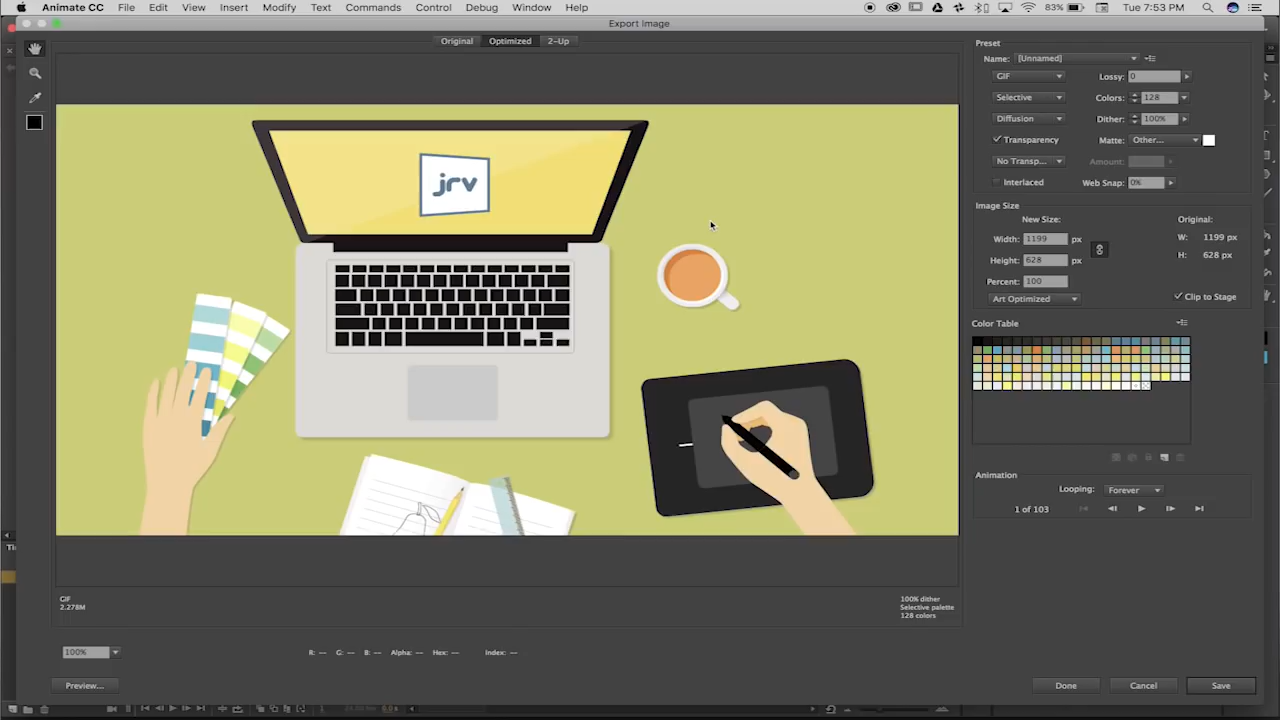 Animate CC File Edit View Insert Modify Text Commands Control Debug Window Help 83% Tue 7:53 PM
Export Image
Original Optimized 2-Up
Preset
Name: [Unnamed]
GIF Lossy: 0
Selective Colors: 128
Diffusion Dither: 100%
Transparency Matte: Other...
No Transp... Amount:
Interlaced Web Snap: 0%
Image Size
New Size: Original:
Width: 1199 px W: 1199 px
Height: 628 px H: 628 px
Percent: 100
Art Optimized Clip to Stage
Color Table
jrv
Animation
Looping: Forever
1 of 103
GIF
2.278M
100% dither
Selective palette
128 colors
100% R: -- G: -- B: -- Alpha: -- Hex: -- Index: --
Preview... Done Cancel Save